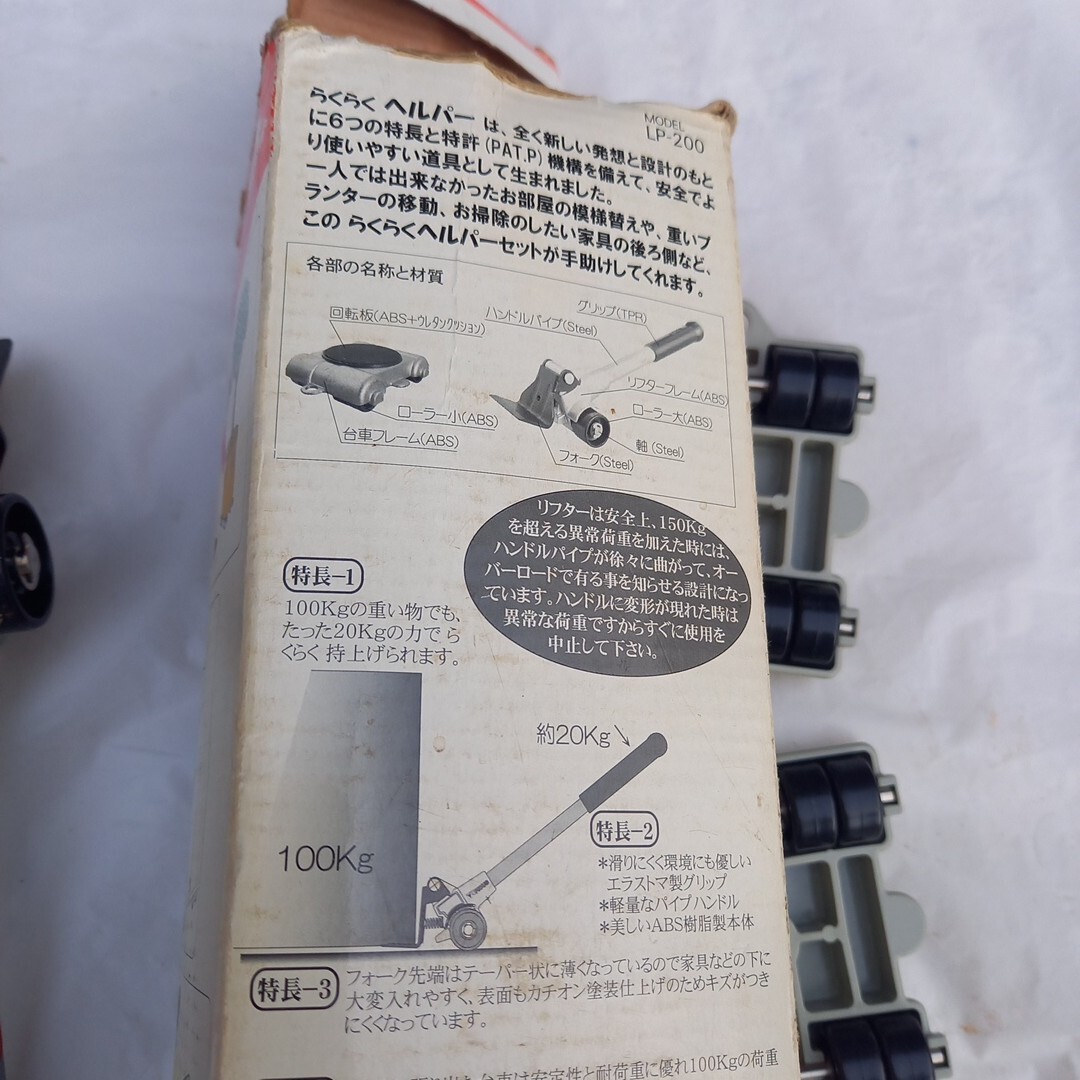 MODEL
LP-200
らくらく ヘルパー は、全く新しい発想と設計のもと
に6つの特長と特許(PAT.P)機構を備えて、安全でよ
り使いやすい道具として生まれました。
一人では出来なかったお部屋の模様替えや、重いプ
ランターの移動、お掃除のしたい家具の後ろ側など、
この らくらくヘルパーセットが手助けしてくれます。
各部の名称と材質
回転板(ABS+ウレタンクッション)
ローラー小(ABS)
台車フレーム(ABS)
ハンドルパイプ(Steel)
グリップ(TPR)
リフターフレーム(ABS)
ローラー大(ABS)
軸(Steel)
フォーク(Steel)
リフターは安全上、150Kg
を超える異常荷重を加えた時には、
ハンドルパイプが徐々に曲がって、オー
バーロードで有る事を知らせる設計になっ
ています。ハンドルに変形が現れた時は
異常な荷重ですからすぐに使用を
中止して下さい。
特長-1
100Kgの重い物でも、
たった20Kgの力でら
くらく持上げられます。
約20Kg
100Kg
特長-2
*滑りにくく環境にも優しい
エラストマ製グリップ
*軽量なパイプハンドル
*美しいABS樹脂製本体
特長-3
フォーク先端はテーパー状に薄くなっているので家具などの下に
大変入れやすく、表面もカチオン塗装仕上げのためキズがつき
にくくなっています。
台車は安定性と耐荷重に優れ100Kgの荷重